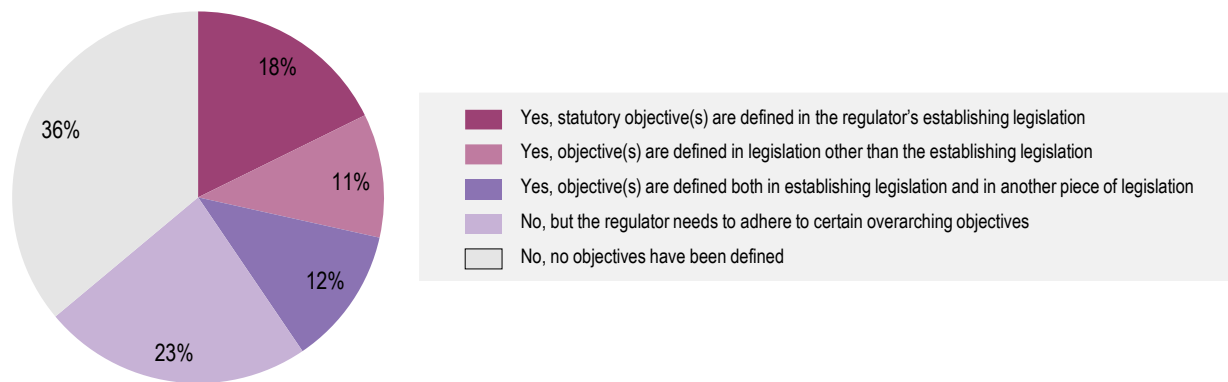 18%
11%
12%
23%
36%
Yes, statutory objective(s) are defined in the regulator's establishing legislation
Yes, objective(s) are defined in legislation other than the establishing legislation
Yes, objective(s) are defined both in establishing legislation and in another piece of legislation
No, but the regulator needs to adhere to certain overarching objectives
No, no objectives have been defined